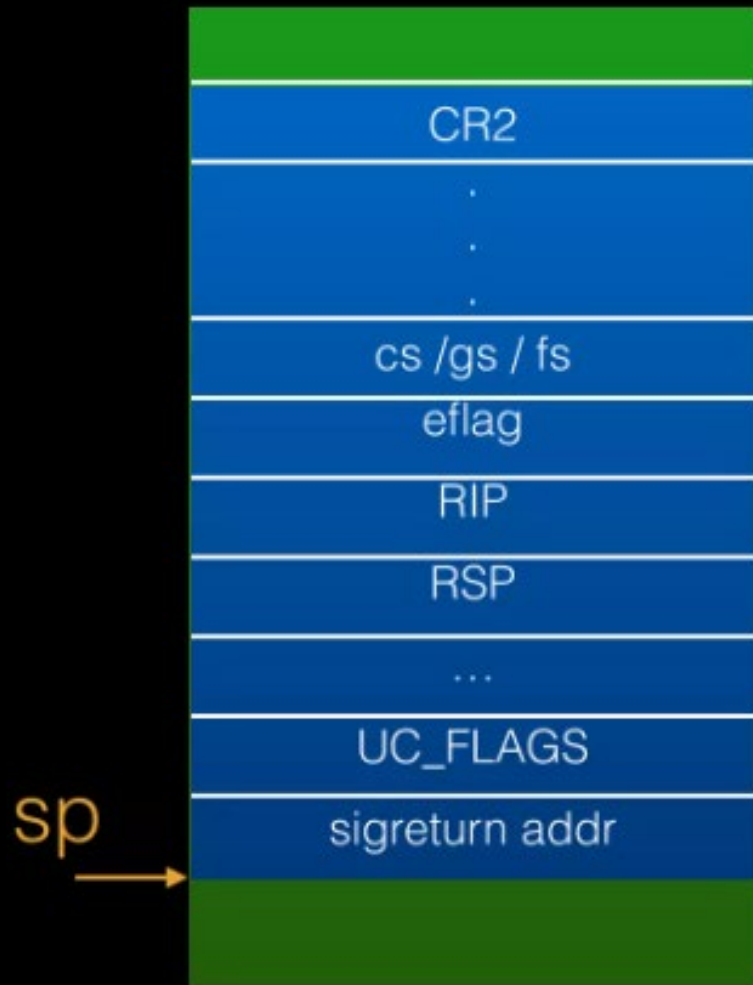 CR2
.
.
.
cs /gs / fs
eflag
RIP
RSP
...
UC_FLAGS
sigreturn addr
sp